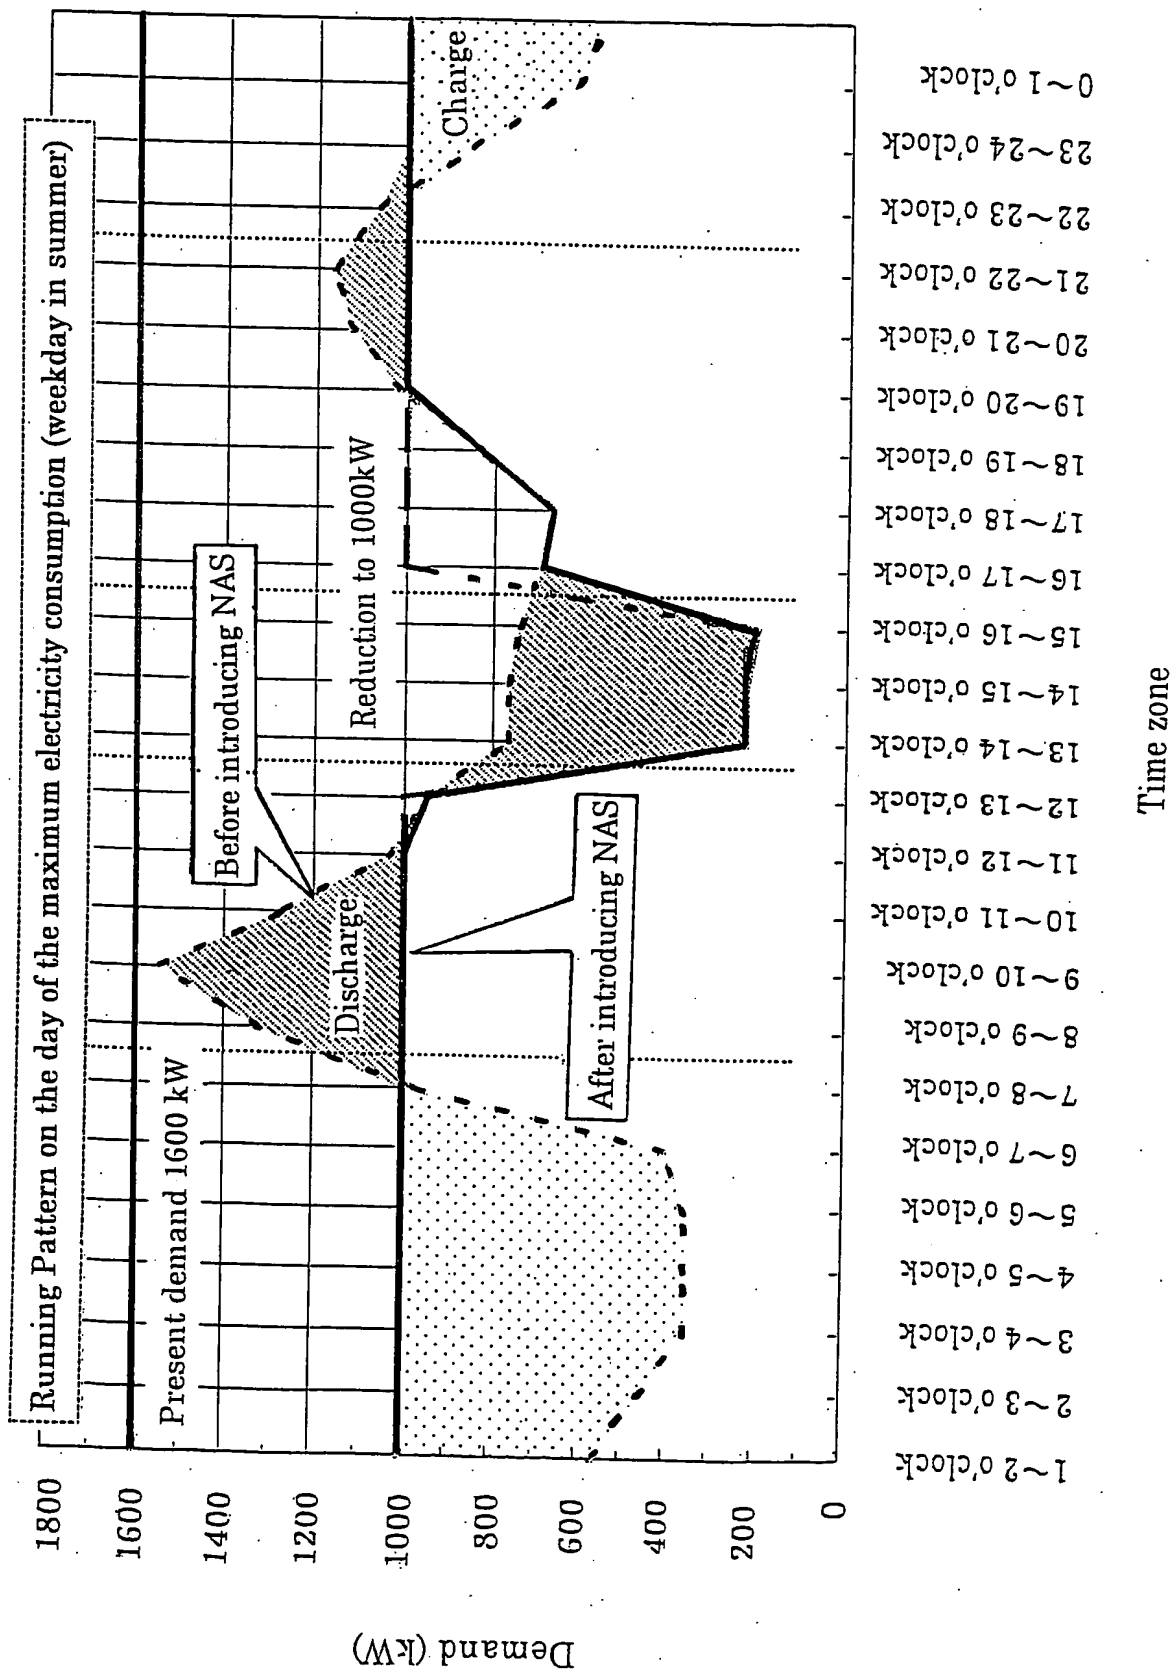 Running Pattern on the day of the maximum electricity consumption (weekday in summer)
Present demand 1600 kW
Before introducing NAS
Reduction to 1000kW
Discharge
Charge
After introducing NAS
1800
1600
1400
1200
1000
800
600
400
200
0
Demand (kW)
1~2 o'clock
2~3 o'clock
3~4 o'clock
4~5 o'clock
5~6 o'clock
6~7 o'clock
7~8 o'clock
8~9 o'clock
9~10 o'clock
10~11 o'clock
11~12 o'clock
12~13 o'clock
13~14 o'clock
14~15 o'clock
15~16 o'clock
16~17 o'clock
17~18 o'clock
18~19 o'clock
19~20 o'clock
20~21 o'clock
21~22 o'clock
22~23 o'clock
23~24 o'clock
0~1 o'clock
Time zone